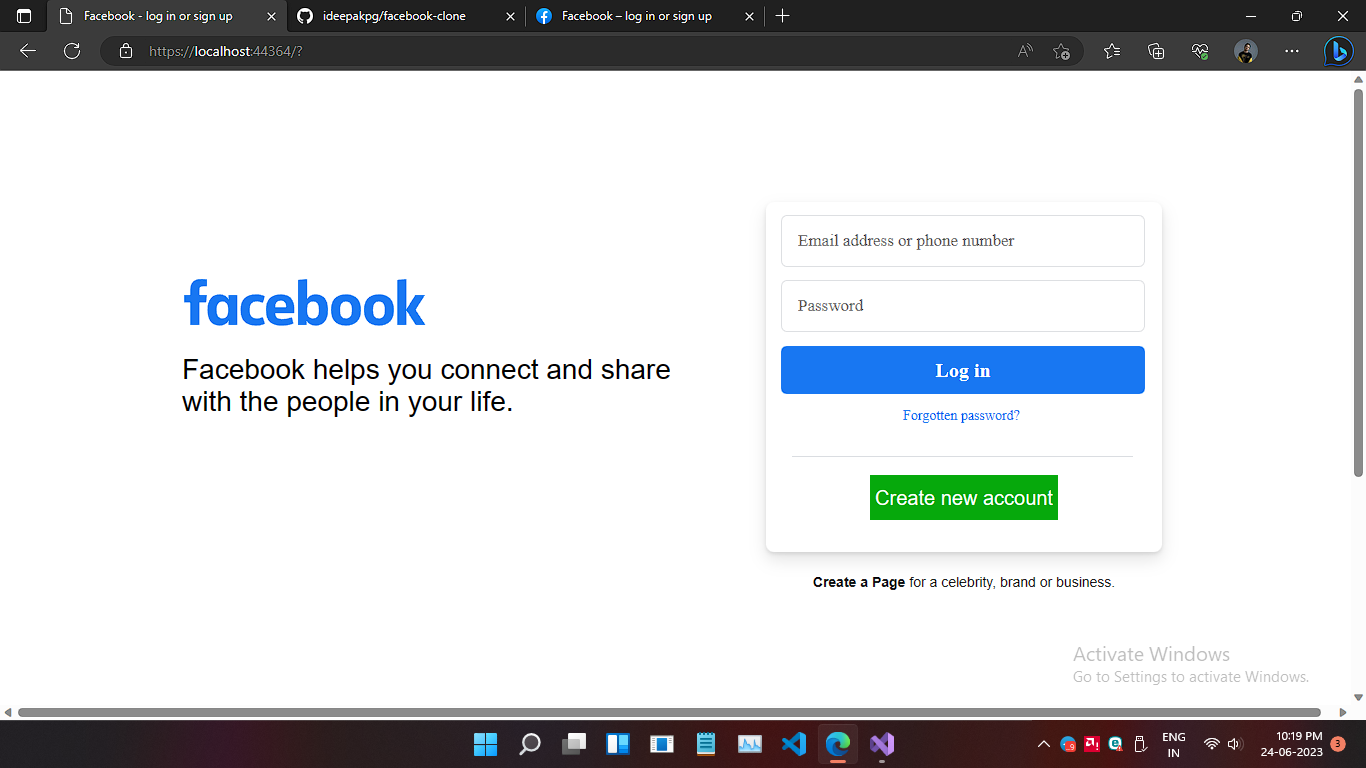 Facebook - log in or sign up
ideepakpg/facebook-clone
Facebook – log in or sign up
https://localhost:44364/?
Email address or phone number
Password
Log in
Forgotten password?
Create new account
Create a Page for a celebrity, brand or business.
facebook
Facebook helps you connect and share
with the people in your life.
Activate Windows
Go to Settings to activate Windows.
ENG
IN
10:19 PM
24-06-2023
3